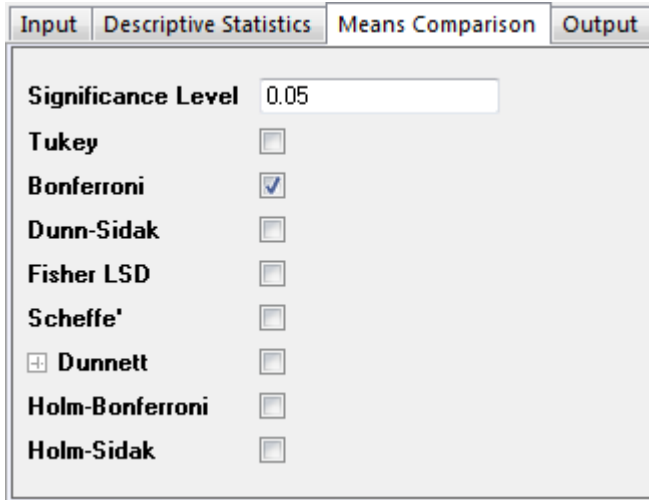 Input Descriptive Statistics Means Comparison Output
Significance Level 0.05
Tukey
Bonferroni
Dunn-Sidak
Fisher LSD
Scheffe'
Dunnett
Holm-Bonferroni
Holm-Sidak